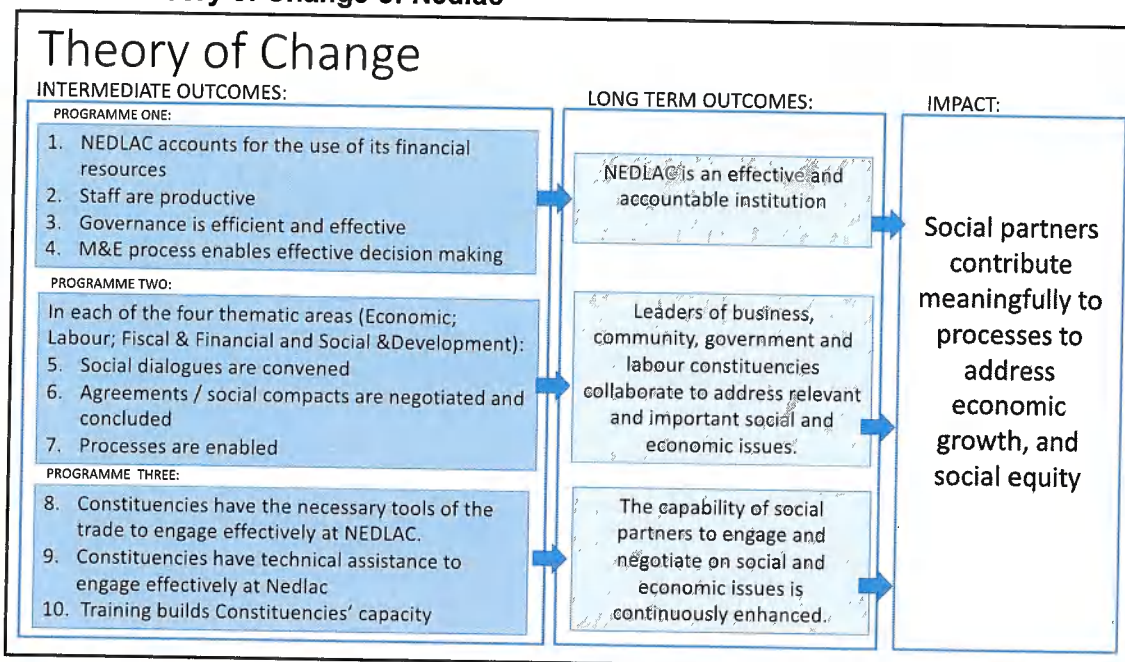 Theory of Change of Nedlac
Theory of Change
INTERMEDIATE OUTCOMES:
PROGRAMME ONE:
1. NEDLAC accounts for the use of its financial
resources
2. Staff are productive
3. Governance is efficient and effective
4. M&E process enables effective decision making
PROGRAMME TWO:
In each of the four thematic areas (Economic;
Labour; Fiscal & Financial and Social &Development):
5. Social dialogues are convened
6. Agreements / social compacts are negotiated and
concluded
7. Processes are enabled
PROGRAMME THREE:
8. Constituencies have the necessary tools of the
trade to engage effectively at NEDLAC.
9. Constituencies have technical assistance to
engage effectively at Nedlac
10. Training builds Constituencies' capacity
LONG TERM OUTCOMES:
NEDLAC is an effective and
accountable institution
Leaders of business,
community, government and
labour constituencies
collaborate to address relevant
and important social and
economic issues.
The capability of social
partners to engage and
negotiate on social and
economic issues is
continuously enhanced.
IMPACT:
Social partners
contribute
meaningfully to
processes to
address
economic
growth, and
social equity